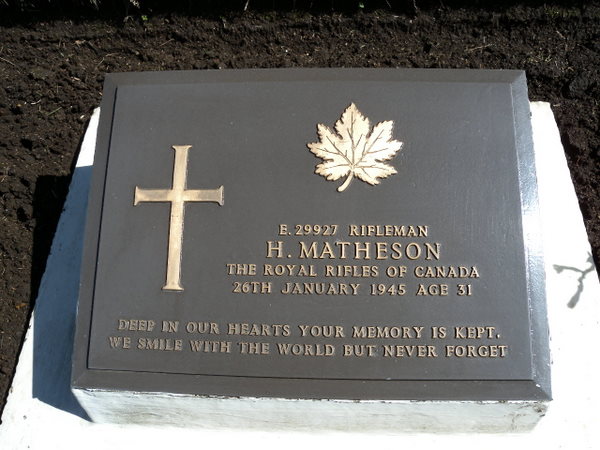 E. 29927 RIFLEMAN
H. MATHESON
THE ROYAL RIFLES OF CANADA
26TH JANUARY 1945 AGE 31
DEEP IN OUR HEARTS YOUR MEMORY IS KEPT.
WE SMILE WITH THE WORLD BUT NEVER FORGET